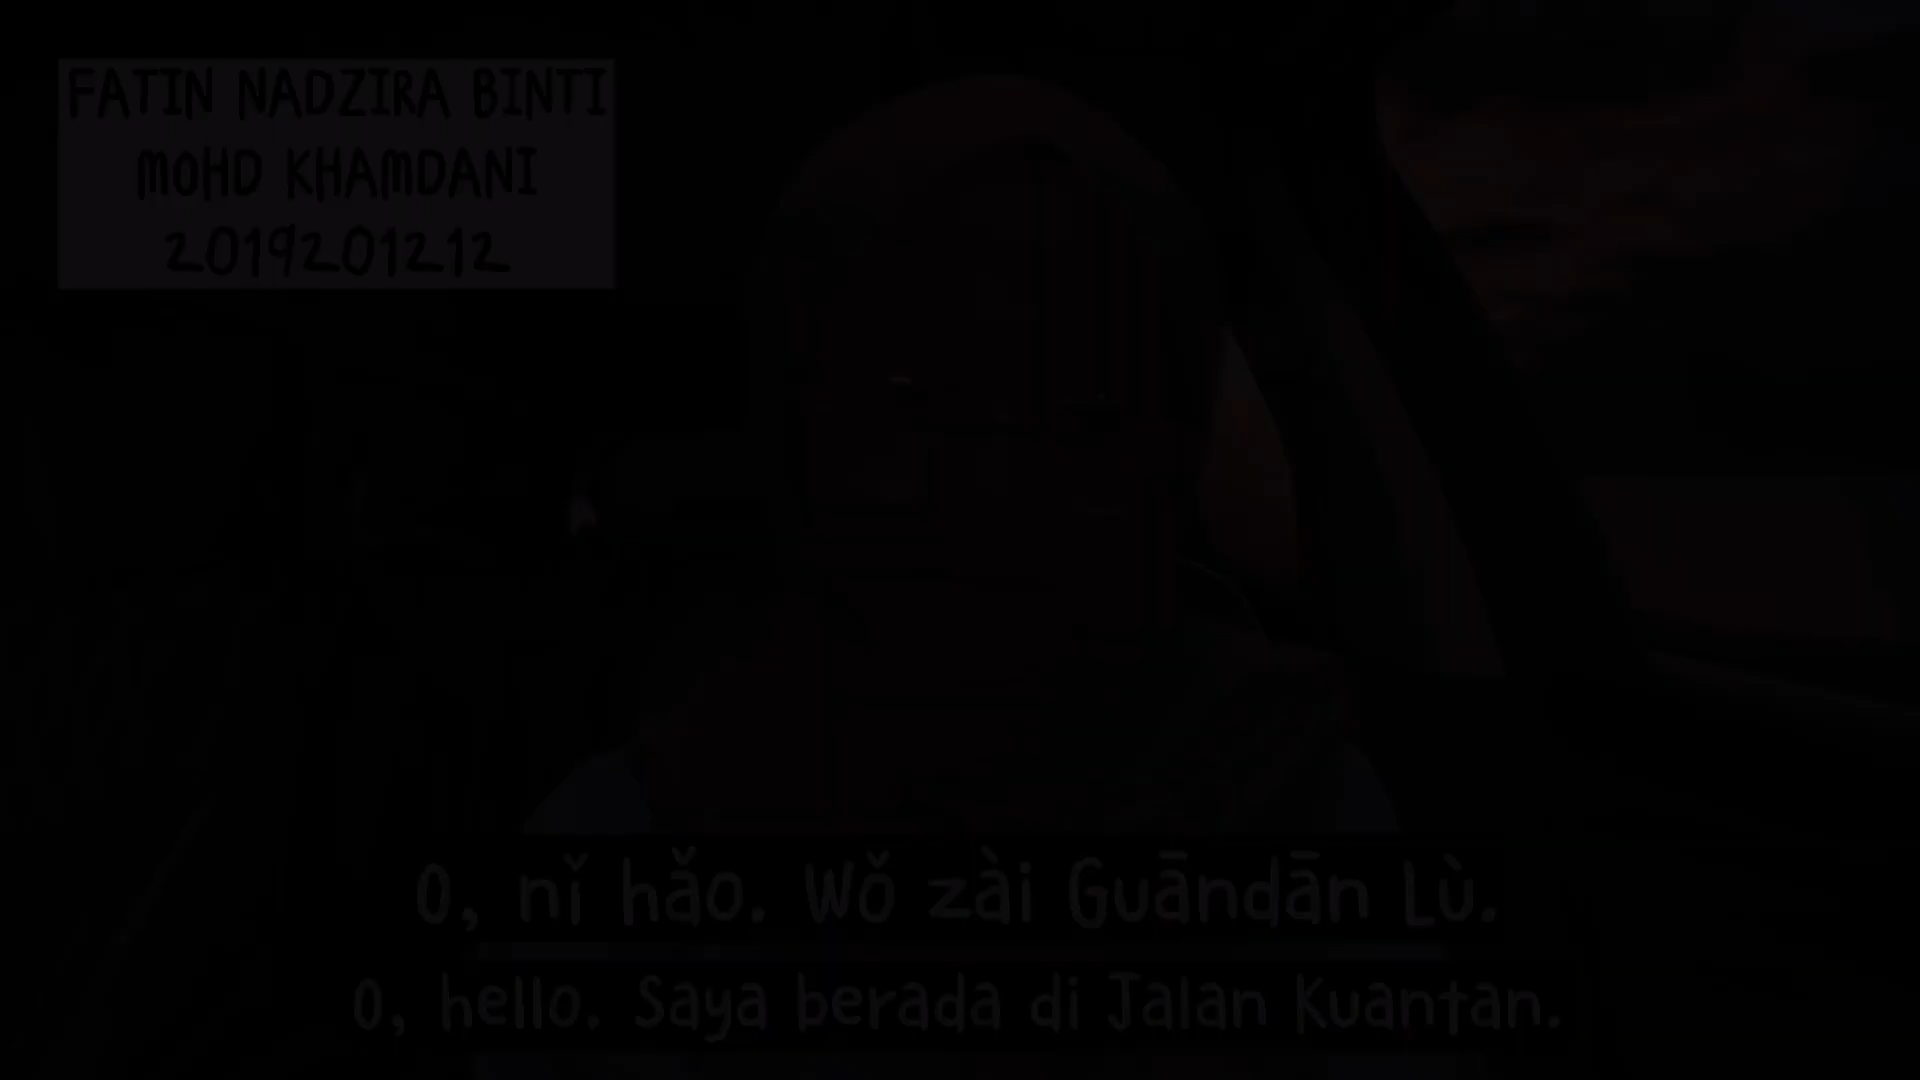 FATIN NADZIRA BINTI
MOHD KHAMDANI
2019201212
O, nǐ hǎo. Wǒ zài Guāndān Lù.
O, hello. Saya berada di Jalan Kuantan.